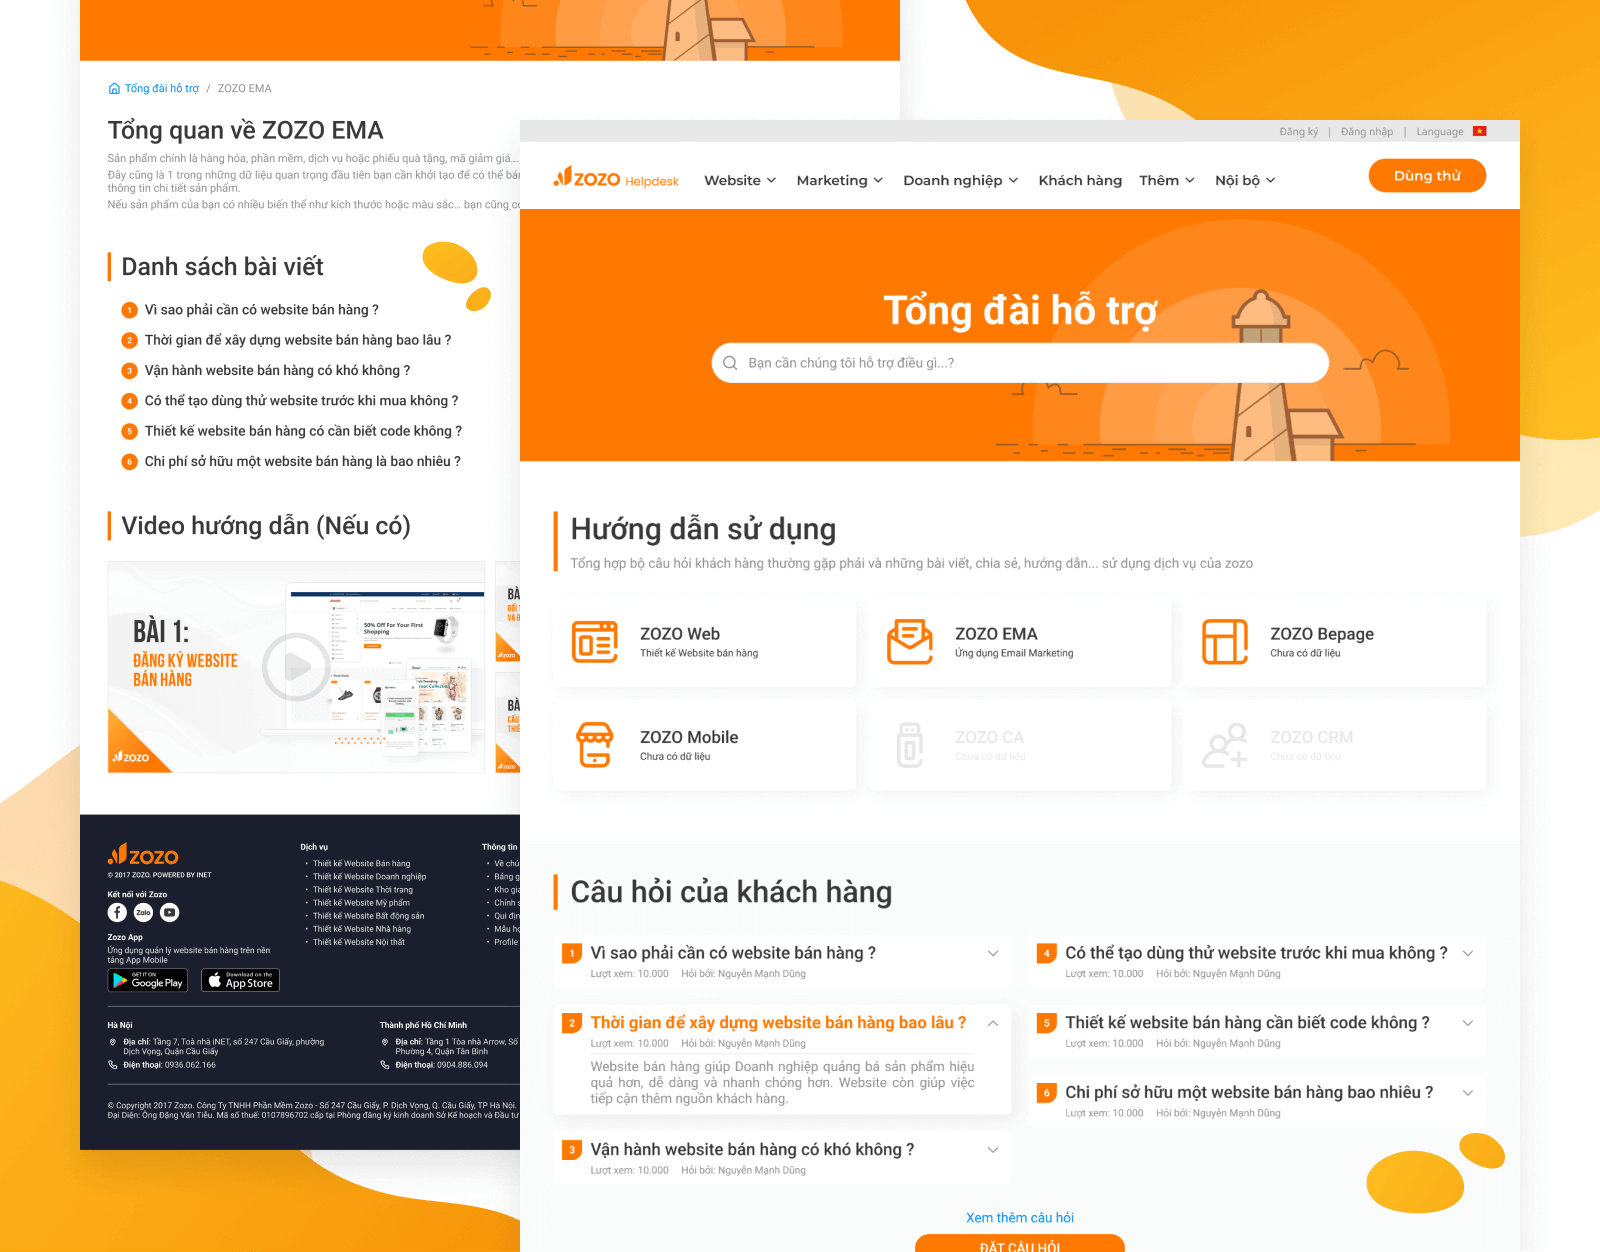 Tổng đài hỗ trợ / ZOZO EMA
Tổng quan về ZOZO EMA
Sản phẩm chính là hàng hóa, phần mềm, dịch vụ hoặc phiếu quà tặng, mã giảm giá...
Đây cũng là 1 trong những dữ liệu quan trọng đầu tiên bạn cần khởi tạo để có thể bán
thông tin chi tiết sản phẩm.
Nếu sản phẩm của bạn có nhiều biến thể như kích thước hoặc màu sắc... bạn cũng
Danh sách bài viết
1 Vì sao phải cần có website bán hàng ?
2 Thời gian để xây dựng website bán hàng bao lâu ?
3 Vận hành website bán hàng có khó không ?
4 Có thể tạo dùng thử website trước khi mua không ?
5 Thiết kế website bán hàng có cần biết code không ?
6 Chi phí sở hữu một website bán hàng là bao nhiêu ?
Video hướng dẫn (Nếu có)
BÀI 1:
ĐĂNG KÝ WEBSITE
BÁN HÀNG
50% Off For Your First
Shopping
ZOZO
BÀ
ĐỔI T
VÀ Đ
ZOZO
BÀ
CẤU
THIẾ
ZOZO
ZOZO
© 2017 ZOZO. POWERED BY INET
Kết nối với Zozo
Zalo
Zozo App
Ứng dụng quản lý website bán hàng trên nền
tảng App Mobile
GET IT ON
Google Play
Download on the
App Store
Dịch vụ
• Thiết kế Website Bán hàng
• Thiết kế Website Doanh nghiệp
• Thiết kế Website Thời trang
• Thiết kế Website Mỹ phẩm
• Thiết kế Website Bất động sản
• Thiết kế Website Nhà hàng
• Thiết kế Website Nội thất
Thông tin
• Về chú
• Bảng g
• Kho gia
• Chính s
• Qui địn
• Mẫu hợ
• Profile
Hà Nội
Địa chỉ: Tầng 7, Toà nhà iNET, số 247 Cầu Giấy, phường
Dịch Vọng, Quận Cầu Giấy
Điện thoại: 0936.062.166
Thành phố Hồ Chí Minh
Địa chỉ: Tầng 1 Tòa nhà Arrow, Số
Phường 4, Quận Tân Bình
Điện thoại: 0904.886.094
© Copyright 2017 Zozo. Công Ty TNHH Phần Mềm Zozo - Số 247 Cầu Giấy, P. Dịch Vọng, Q. Cầu Giấy, TP Hà Nội.
Đại Diện: Ông Đặng Văn Tiễu. Mã số thuế: 0107896702 cấp tại Phòng đăng ký kinh doanh Sở Kế hoạch và Đầu tư
Đăng ký | Đăng nhập | Language
ZOZO Helpdesk
Website
Marketing
Doanh nghiệp
Khách hàng
Thêm
Nội bộ
Dùng thử
Tổng đài hỗ trợ
Bạn cần chúng tôi hỗ trợ điều gì...?
Hướng dẫn sử dụng
Tổng hợp bộ câu hỏi khách hàng thường gặp phải và những bài viết, chia sẻ, hướng dẫn... sử dụng dịch vụ của zozo
ZOZO Web
Thiết kế Website bán hàng
ZOZO EMA
Ứng dụng Email Marketing
ZOZO Bepage
Chưa có dữ liệu
ZOZO Mobile
Chưa có dữ liệu
ZOZO CA
Chưa có dữ liệu
ZOZO CRM
Chưa có dữ liệu
Câu hỏi của khách hàng
1 Vì sao phải cần có website bán hàng ?
Lượt xem: 10.000 Hỏi bởi: Nguyễn Mạnh Dũng
2 Thời gian để xây dựng website bán hàng bao lâu ?
Lượt xem: 10.000 Hỏi bởi: Nguyễn Mạnh Dũng
Website bán hàng giúp Doanh nghiệp quảng bá sản phẩm hiệu
quả hơn, dễ dàng và nhanh chóng hơn. Website còn giúp việc
tiếp cận thêm nguồn khách hàng.
3 Vận hành website bán hàng có khó không ?
Lượt xem: 10.000 Hỏi bởi: Nguyễn Mạnh Dũng
4 Có thể tạo dùng thử website trước khi mua không ?
Lượt xem: 10.000 Hỏi bởi: Nguyễn Mạnh Dũng
5 Thiết kế website bán hàng cần biết code không ?
Lượt xem: 10.000 Hỏi bởi: Nguyễn Mạnh Dũng
6 Chi phí sở hữu một website bán hàng bao nhiêu ?
Lượt xem: 10.000 Hỏi bởi: Nguyễn Mạnh Dũng
Xem thêm câu hỏi
ĐẶT CÂU HỎI